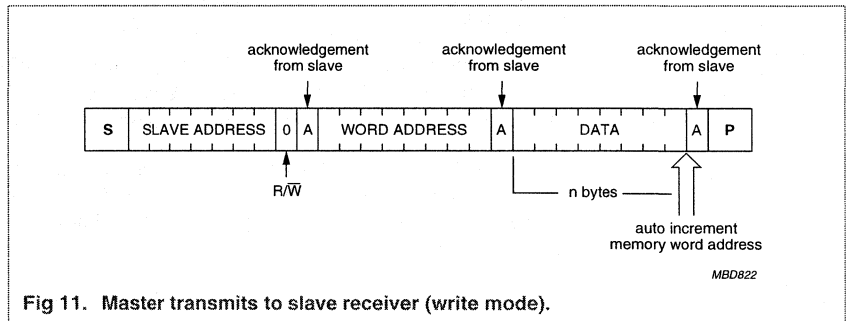 acknowledgement
from slave
acknowledgement
from slave
acknowledgement
from slave
S SLAVE ADDRESS 0 A WORD ADDRESS A DATA A P
R/W̅
n bytes
auto increment
memory word address
MBD822
Fig 11. Master transmits to slave receiver (write mode).